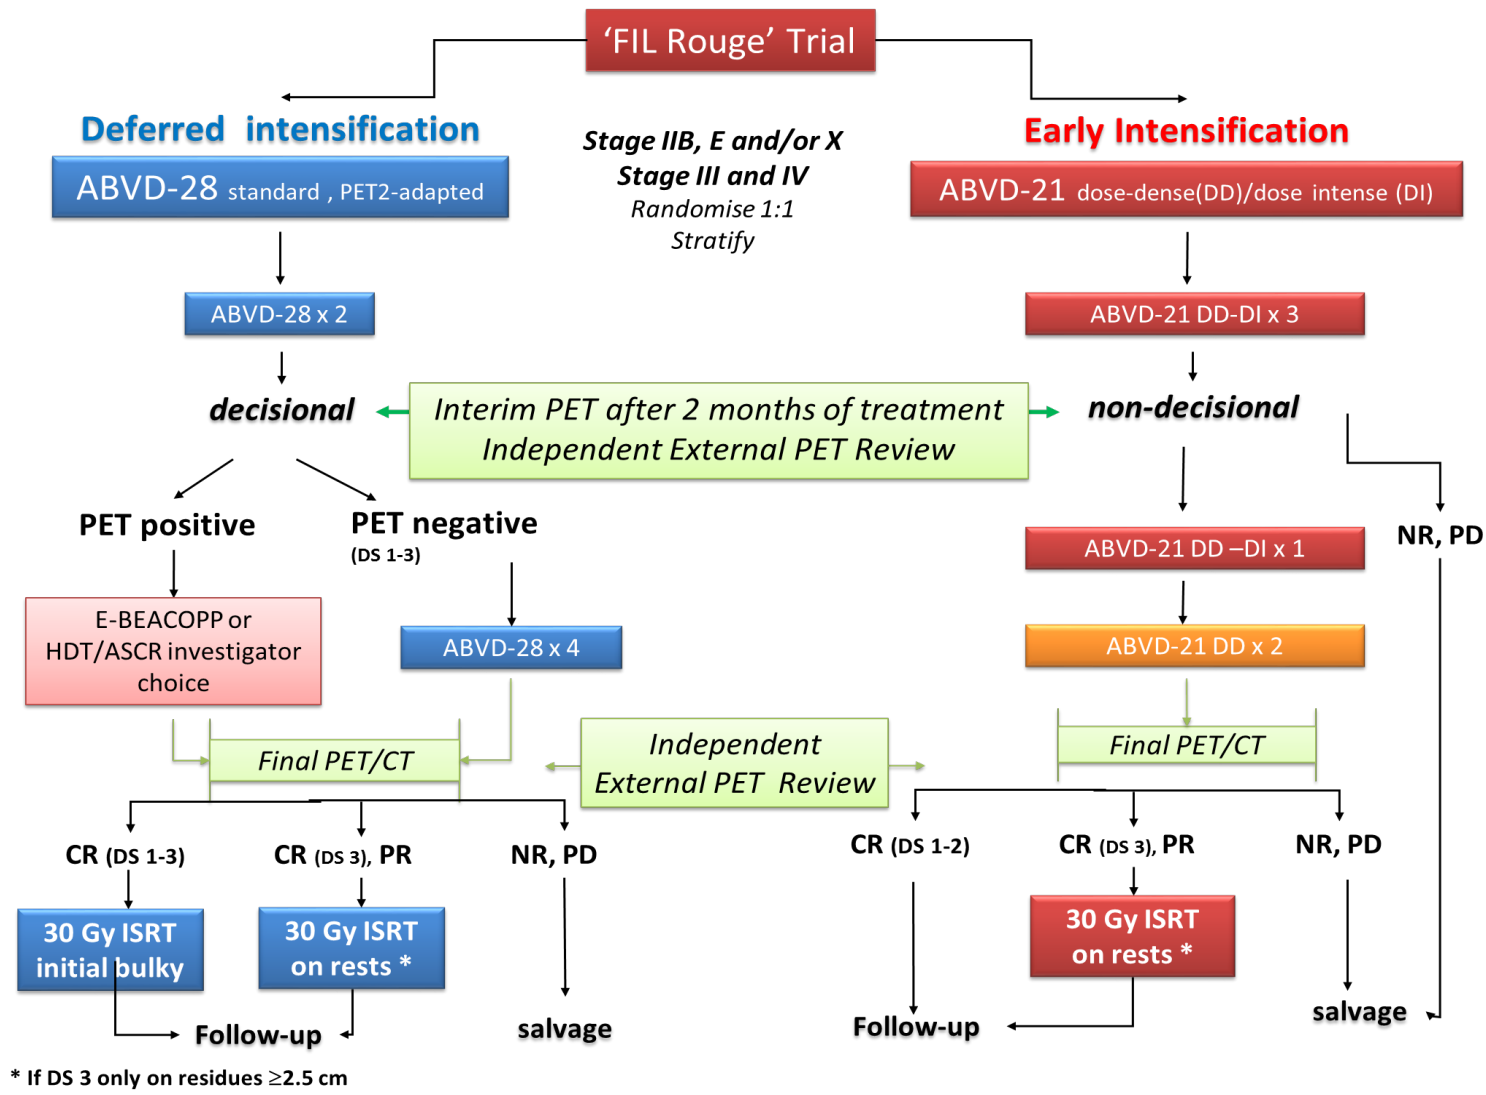 ‘FIL Rouge’ Trial
Deferred intensification
Early Intensification
Stage IIB, E and/or X
Stage III and IV
Randomise 1:1
Stratify
ABVD-28 standard , PET2-adapted
ABVD-21 dose-dense(DD)/dose intense (DI)
ABVD-28 x 2
ABVD-21 DD-DI x 3
decisional
Interim PET after 2 months of treatment
Independent External PET Review
non-decisional
PET positive
PET negative
(DS 1-3)
NR, PD
ABVD-21 DD –DI x 1
E-BEACOPP or
HDT/ASCR investigator
choice
ABVD-28 x 4
ABVD-21 DD x 2
Final PET/CT
Independent
External PET Review
Final PET/CT
CR (DS 1-3)
CR (DS 3), PR
NR, PD
CR (DS 1-2)
CR (DS 3), PR
NR, PD
30 Gy ISRT
initial bulky
30 Gy ISRT
on rests *
30 Gy ISRT
on rests *
Follow-up
salvage
Follow-up
salvage
* If DS 3 only on residues ≥2.5 cm